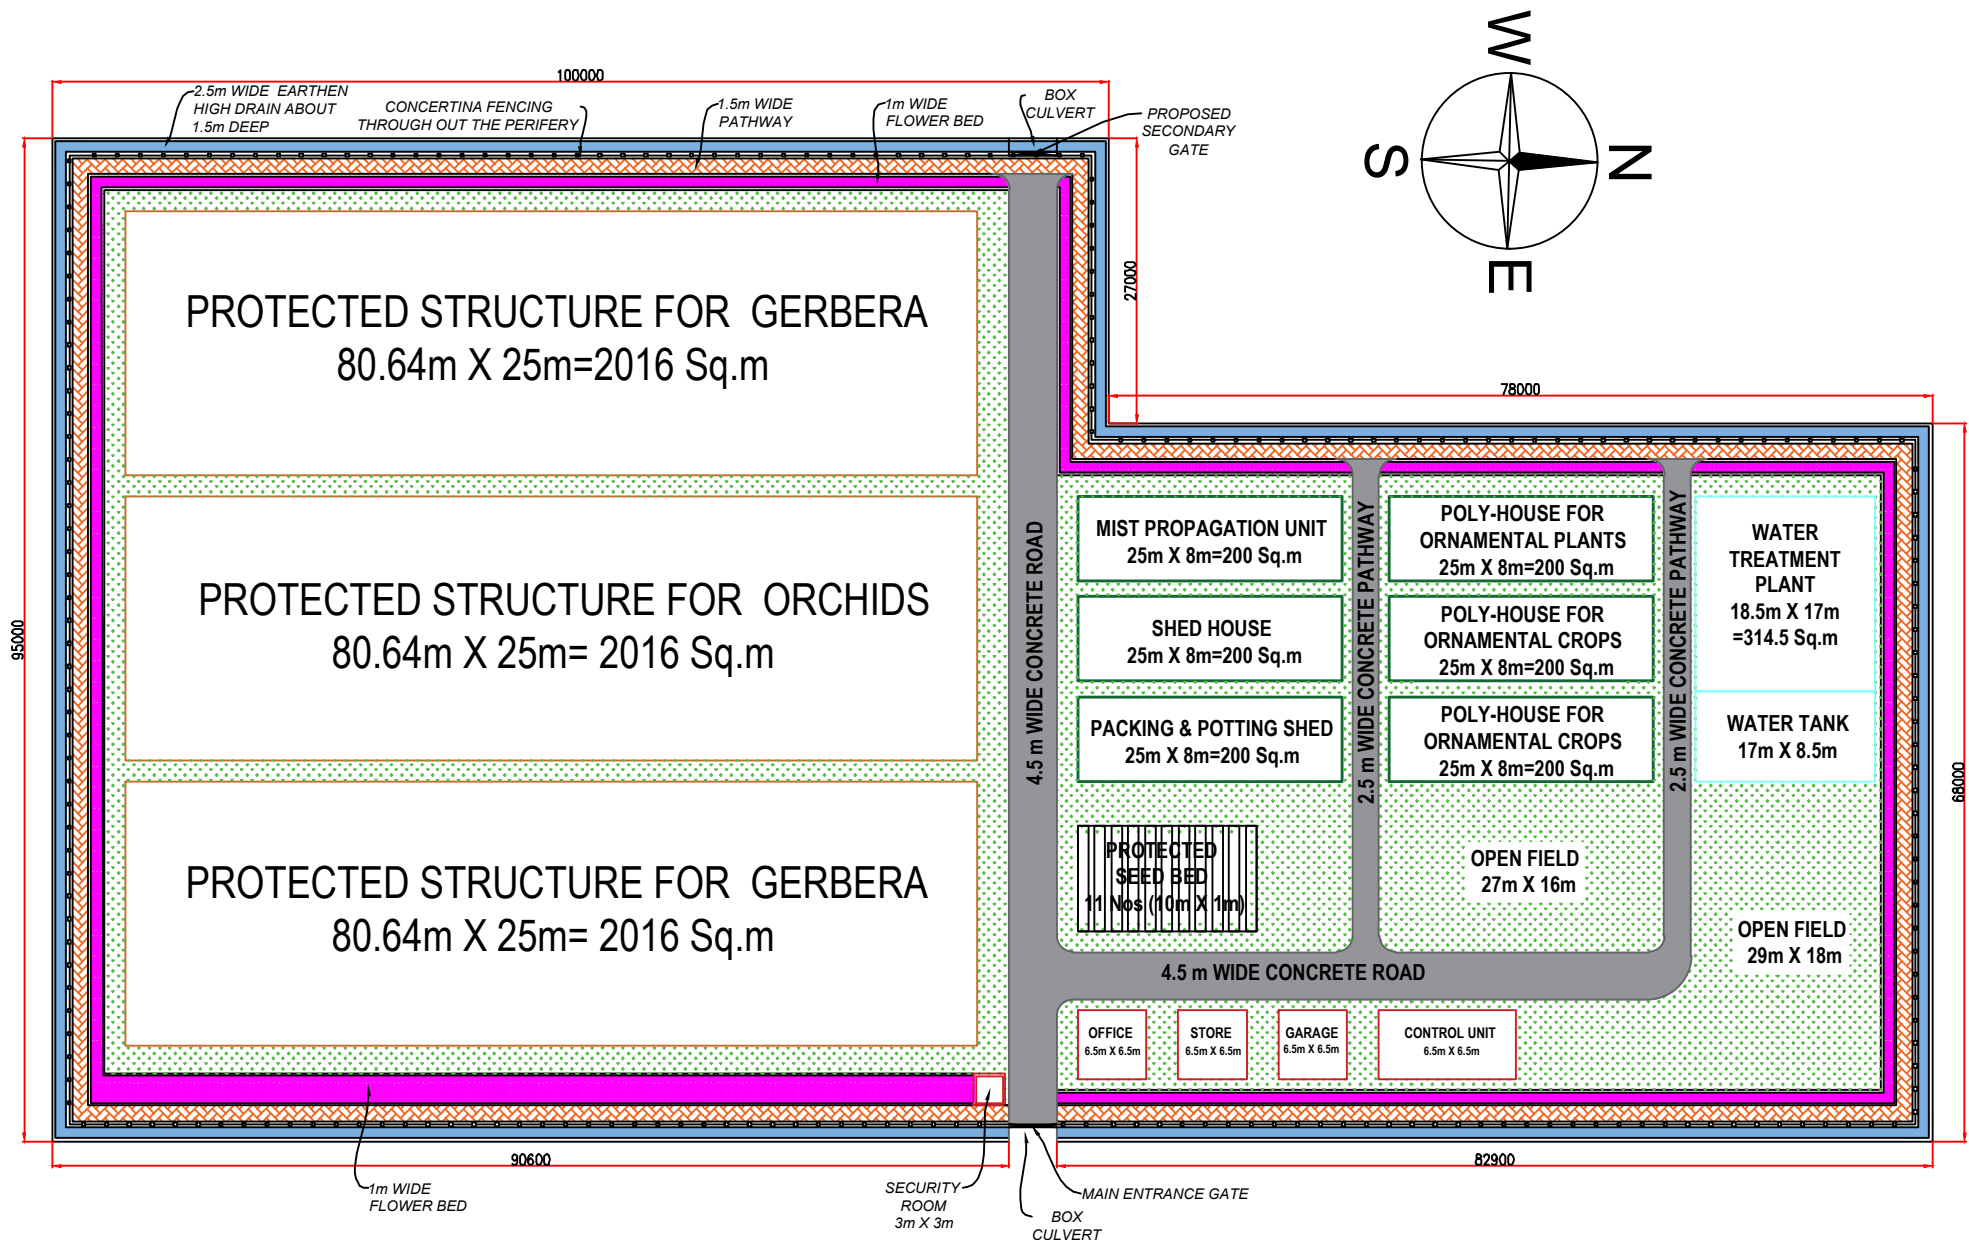 W
S
N
E
100000
2.5m WIDE EARTHEN
HIGH DRAIN ABOUT
1.5m DEEP
CONCERTINA FENCING
THROUGH OUT THE PERIFERY
1.5m WIDE
PATHWAY
1m WIDE
FLOWER BED
BOX
CULVERT
PROPOSED
SECONDARY
GATE
27000
78000
95000
68000
PROTECTED STRUCTURE FOR GERBERA
80.64m X 25m=2016 Sq.m
PROTECTED STRUCTURE FOR ORCHIDS
80.64m X 25m= 2016 Sq.m
PROTECTED STRUCTURE FOR GERBERA
80.64m X 25m= 2016 Sq.m
4.5 m WIDE CONCRETE ROAD
MIST PROPAGATION UNIT
25m X 8m=200 Sq.m
SHED HOUSE
25m X 8m=200 Sq.m
PACKING & POTTING SHED
25m X 8m=200 Sq.m
PROTECTED
SEED BED
11 Nos (10m X 1m)
2.5 m WIDE CONCRETE PATHWAY
POLY-HOUSE FOR
ORNAMENTAL PLANTS
25m X 8m=200 Sq.m
POLY-HOUSE FOR
ORNAMENTAL CROPS
25m X 8m=200 Sq.m
POLY-HOUSE FOR
ORNAMENTAL CROPS
25m X 8m=200 Sq.m
OPEN FIELD
27m X 16m
2.5 m WIDE CONCRETE PATHWAY
WATER
TREATMENT
PLANT
18.5m X 17m
=314.5 Sq.m
WATER TANK
17m X 8.5m
OPEN FIELD
29m X 18m
4.5 m WIDE CONCRETE ROAD
OFFICE
6.5m X 6.5m
STORE
6.5m X 6.5m
GARAGE
6.5m X 6.5m
CONTROL UNIT
6.5m X 6.5m
90600
82900
1m WIDE
FLOWER BED
SECURITY
ROOM
3m X 3m
MAIN ENTRANCE GATE
BOX
CULVERT